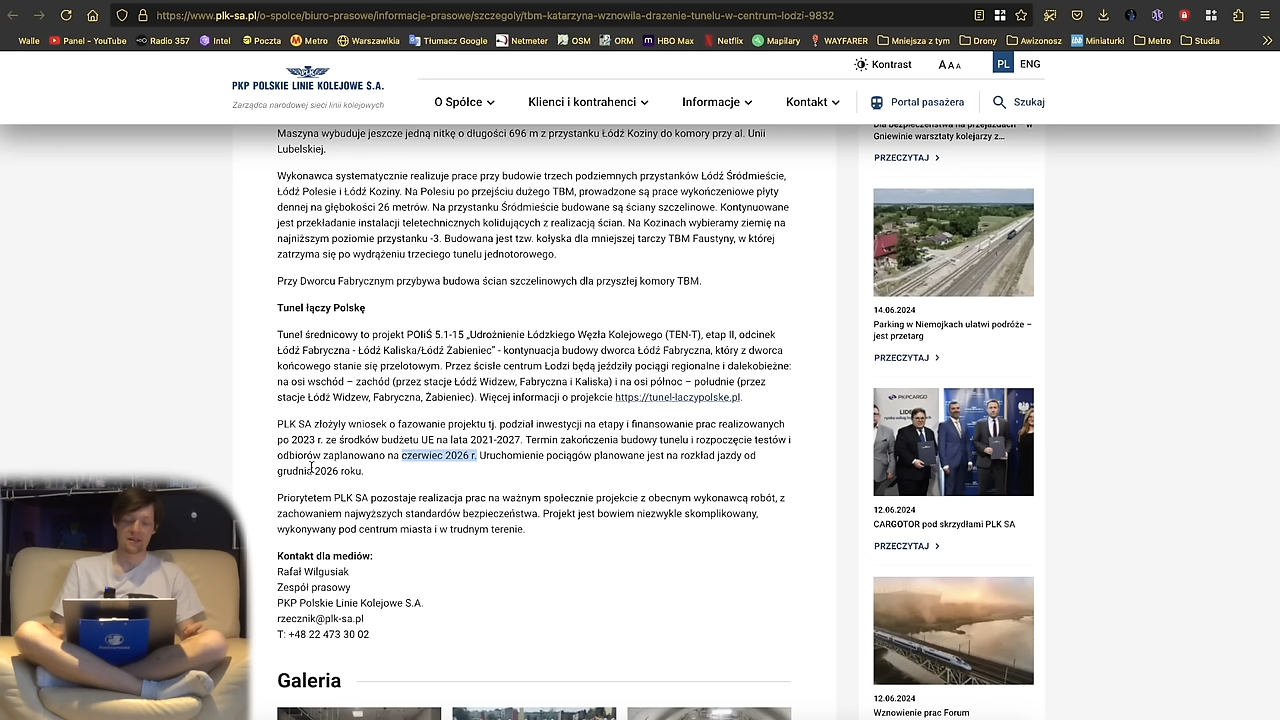 https://www.plk-sa.pl/o-spolce/biuro-prasowe/informacje-prasowe/szczegoly/tbm-katarzyna-wznowila-drazenie-tunelu-w-centrum-lodzi-9832
Walle Panel - YouTube Radio 357 Intel Poczta Metro Warszawikia Tłumacz Google Netmeter OSM ORM HBO Max Netflix Mapilary WAYFARER Mniejsza z tym Drony Awizonosz Miniatuki Metro Studia
Kontrast AAA PL ENG
PKP POLSKIE LINIE KOLEJOWE S.A.
Zarządca narodowej sieci linii kolejowych
O Spółce Klienci i kontrahenci Informacje Kontakt Portal pasażera Szukaj
Maszyna wybuduje jeszcze jedną nitkę o długości 696 m z przystanku Łódź Koziny do komory przy al. Unii
Lubelskiej.
Wykonawca systematycznie realizuje prace przy budowie trzech podziemnych przystanków Łódź Śródmieście,
Łódź Polesie i Łódź Koziny. Na Polesiu po przejściu dużego TBM, prowadzone są prace wykończeniowe płyty
dennej na głębokości 26 metrów. Na przystanku Śródmieście budowane są ściany szczelinowe. Kontynuowane
jest przekładanie instalacji teletechnicznych kolidujących z realizacją ścian. Na Kozinach wybieramy ziemię na
najniższym poziomie przystanku -3. Budowana jest tzw. kołyska dla mniejszej tarczy TBM Faustyny, w której
zatrzyma się po wydrążeniu trzeciego tunelu jednotorowego.
Przy Dworcu Fabrycznym przybywa budowa ścian szczelinowych dla przyszłej komory TBM.
Tunel łączy Polskę
Tunel średnicowy to projekt POIiŚ 5.1-15 „Udrożnienie Łódzkiego Węzła Kolejowego (TEN-T), etap II, odcinek
Łódź Fabryczna - Łódź Kaliska/Łódź Żabieniec" - kontynuacja budowy dworca Łódź Fabryczna, który z dworca
końcowego stanie się przelotowym. Przez ścisłe centrum Łodzi będą jeździły pociągi regionalne i dalekobieżne:
na osi wschód – zachód (przez stacje Łódź Widzew, Fabryczna i Kaliska) i na osi północ – południe (przez
stacje Łódź Widzew, Fabryczna, Żabieniec). Więcej informacji o projekcie https://tunel-laczypolske.pl.
PLK SA złożyły wniosek o fazowanie projektu tj. podział inwestycji na etapy i finansowanie prac realizowanych
po 2023 r. ze środków budżetu UE na lata 2021-2027. Termin zakończenia budowy tunelu i rozpoczęcie testów i
odbiorów zaplanowano na czerwiec 2026 r. Uruchomienie pociągów planowane jest na rozkład jazdy od
grudnia 2026 roku.
Priorytetem PLK SA pozostaje realizacja prac na ważnym społecznie projekcie z obecnym wykonawcą robót, z
zachowaniem najwyższych standardów bezpieczeństwa. Projekt jest bowiem niezwykle skomplikowany,
wykonywany pod centrum miasta i w trudnym terenie.
Kontakt dla mediów:
Rafał Wilgusiak
Zespół prasowy
PKP Polskie Linie Kolejowe S.A.
rzecznik@plk-sa.pl
T: +48 22 473 30 02
Galeria
Dla bezpieczeństwa na przejazdach – w
Gniewinie warsztaty kolejarzy z...
PRZECZYTAJ
14.06.2024
Parking w Niemojkach ułatwi podróże –
jest przetarg
PRZECZYTAJ
PKPCARGO
12.06.2024
CARGOTOR pod skrzydłami PLK SA
PRZECZYTAJ
12.06.2024
Wznowienie prac Forum